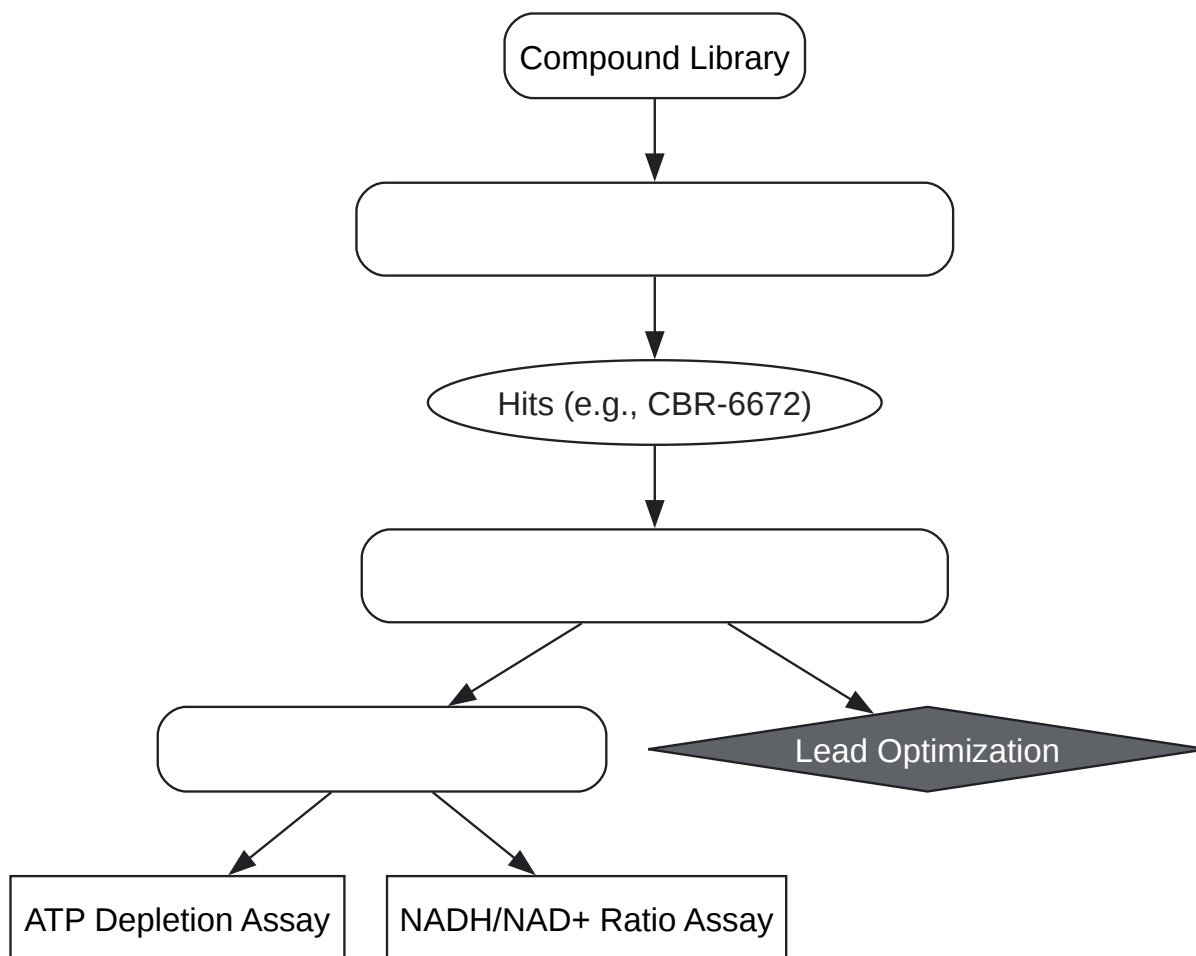 Compound Library
Hits (e.g., CBR-6672)
Lead Optimization
ATP Depletion Assay
NADH/NAD+ Ratio Assay